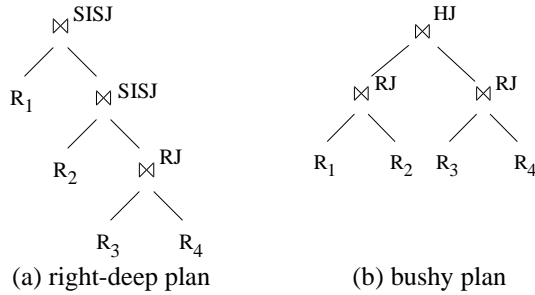 ⋈ SISJ
R1 ⋈ SISJ
R2 ⋈ RJ
R3 R4
(a) right-deep plan
⋈ HJ
⋈ RJ ⋈ RJ
R1 R2 R3 R4
(b) bushy plan